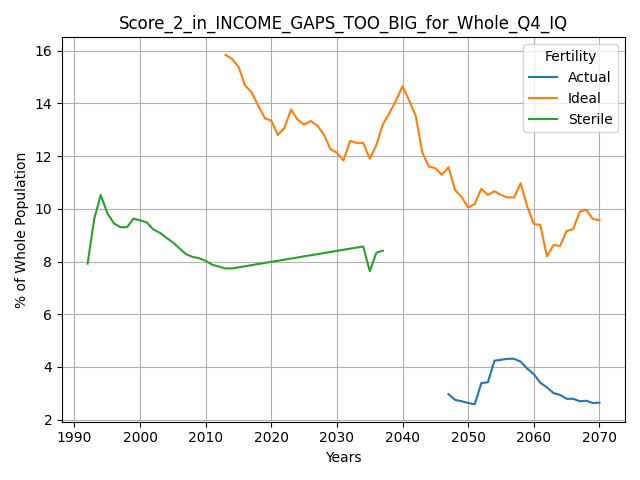 Score_2_in_INCOME_GAPS_TOO_BIG_for_Whole_Q4_IQ
Fertility
Actual
Ideal
Sterile
% of Whole Population
16
14
12
10
8
6
4
2
1990 2000 2010 2020 2030 2040 2050 2060 2070
Years